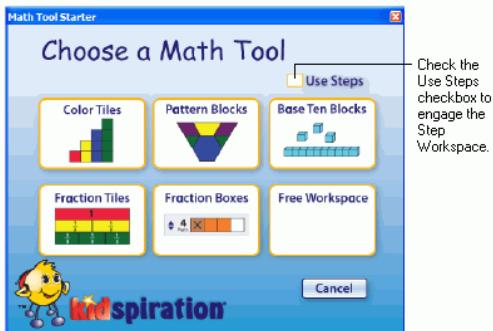 Math Tool Starter
Choose a Math Tool
Use Steps
Check the
Use Steps
checkbox to
engage the
Step
Workspace.
Color Tiles
Pattern Blocks
Base Ten Blocks
Fraction Tiles
Fraction Boxes
Free Workspace
1
4
kidspiration
Cancel